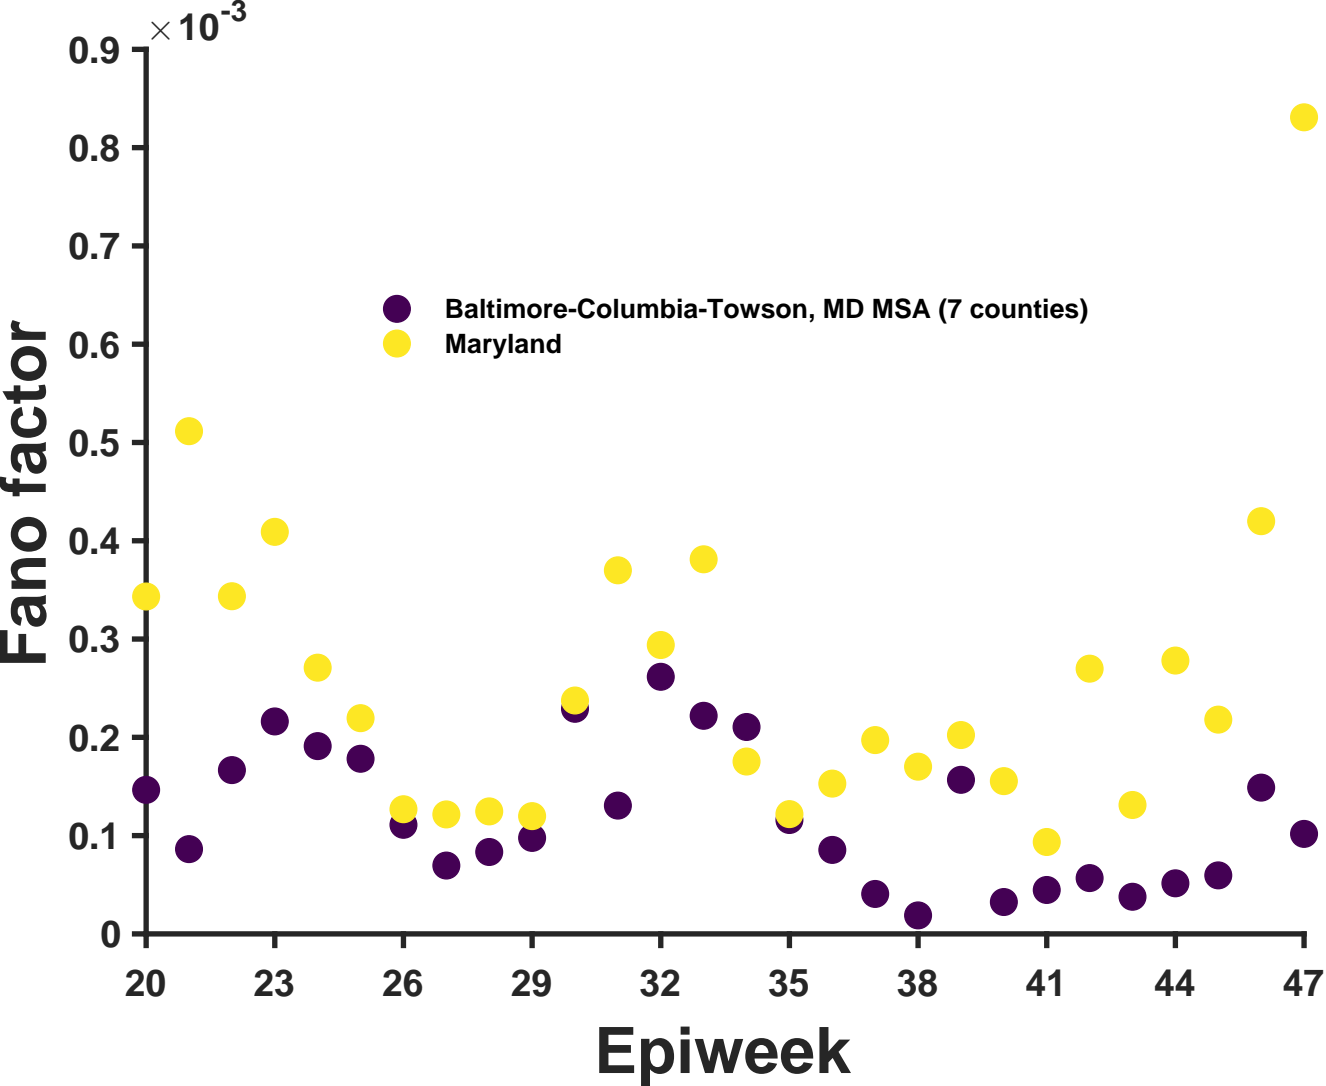 × 10-3
0.9
0.8
0.7
0.6
0.5
0.4
0.3
0.2
0.1
0
Fano factor
Baltimore-Columbia-Towson, MD MSA (7 counties)
Maryland
20 23 26 29 32 35 38 41 44 47
Epiweek